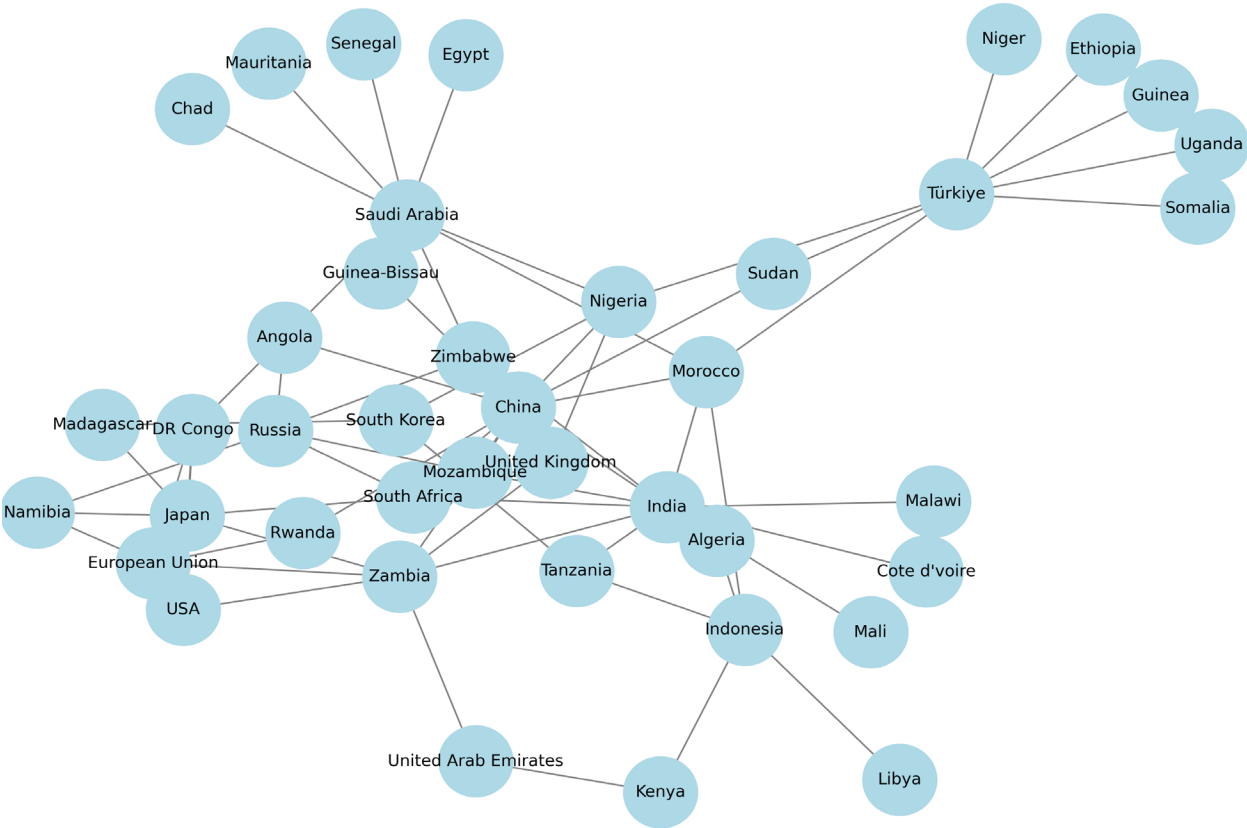 Niger
Senegal
Ethiopia
Egypt
Mauritania
Guinea
Chad
Uganda
Türkiye
Somalia
Saudi Arabia
Guinea-Bissau
Sudan
Nigeria
Angola
Zimbabwe
Morocco
China
South Korea
Madagascar
DR Congo
Russia
United Kingdom
Mozambique
South Africa
Malawi
India
Namibia
Japan
Rwanda
Algeria
European Union
Tanzania
Cote d'voire
Zambia
USA
Indonesia
Mali
United Arab Emirates
Libya
Kenya